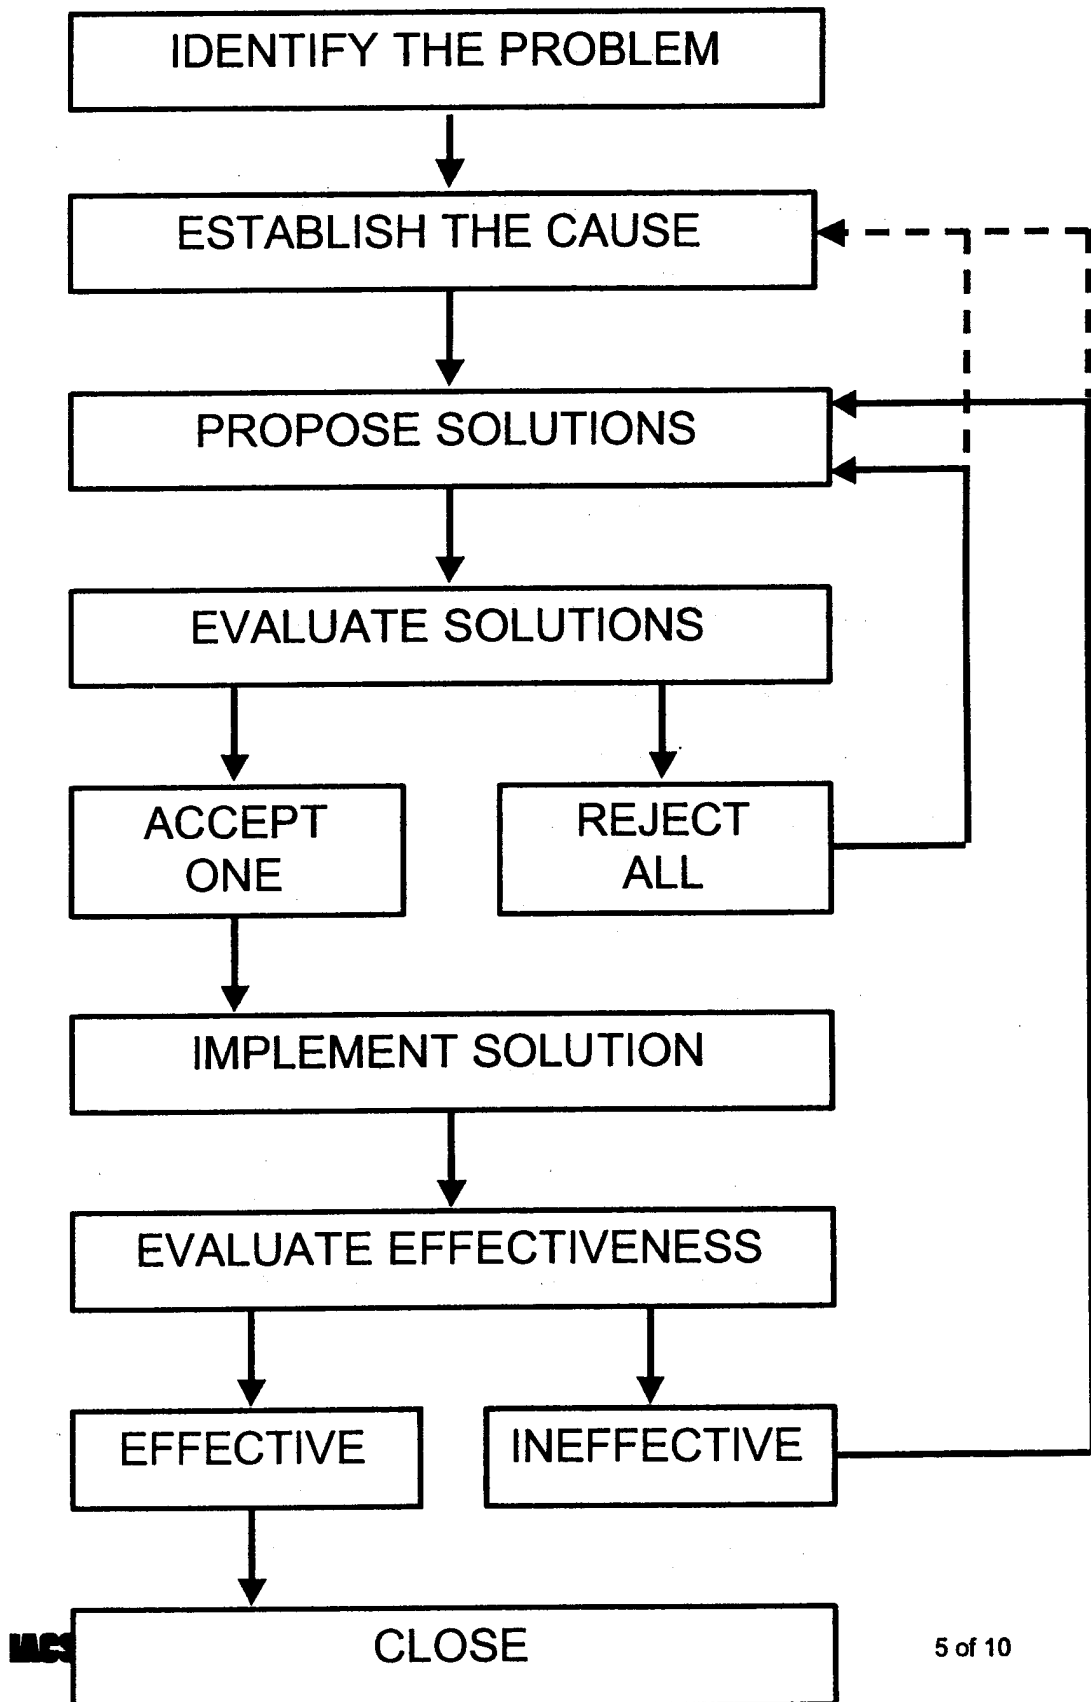 IDENTIFY THE PROBLEM
ESTABLISH THE CAUSE
PROPOSE SOLUTIONS
EVALUATE SOLUTIONS
ACCEPT
ONE
REJECT
ALL
IMPLEMENT SOLUTION
EVALUATE EFFECTIVENESS
EFFECTIVE
INEFFECTIVE
CLOSE
IACS
5 of 10